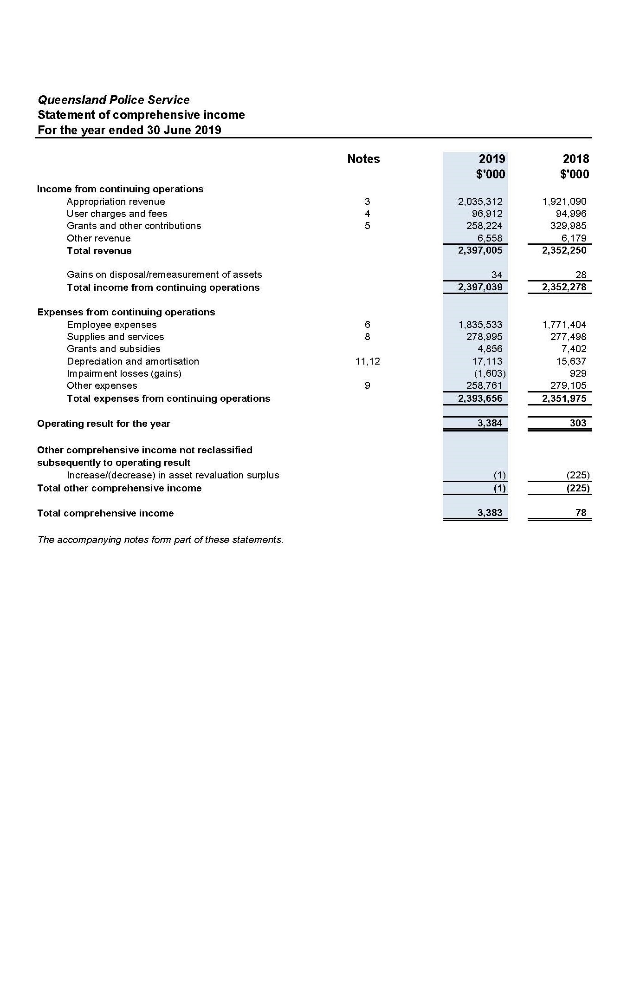 Queensland Police Service
Statement of comprehensive income
For the year ended 30 June 2019
Notes 2019 2018
$'000 $'000
Income from continuing operations
Appropriation revenue 3 2,035,312 1,921,090
User charges and fees 4 96,912 94,996
Grants and other contributions 5 258,224 329,985
Other revenue 6,558 6,179
Total revenue 2,397,005 2,352,250
Gains on disposal/remeasurement of assets 34 28
Total income from continuing operations 2,397,039 2,352,278
Expenses from continuing operations
Employee expenses 6 1,835,533 1,771,404
Supplies and services 8 278,995 277,498
Grants and subsidies 4,856 7,402
Depreciation and amortisation 11,12 17,113 15,637
Impairment losses (gains) (1,603) 929
Other expenses 9 258,761 279,105
Total expenses from continuing operations 2,393,656 2,351,975
Operating result for the year 3,384 303
Other comprehensive income not reclassified
subsequently to operating result
Increase/(decrease) in asset revaluation surplus (1) (225)
Total other comprehensive income (1) (225)
Total comprehensive income 3,383 78
The accompanying notes form part of these statements.